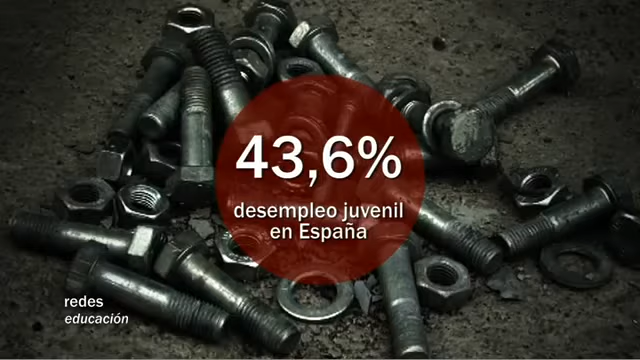 43,6%
desempleo juvenil
en España
redes
educación